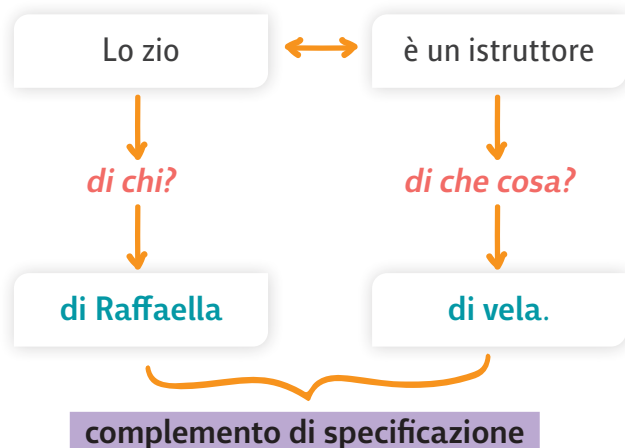 Lo zio
è un istruttore
di chi?
di che cosa?
di Raffaella
di vela.
complemento di specificazione